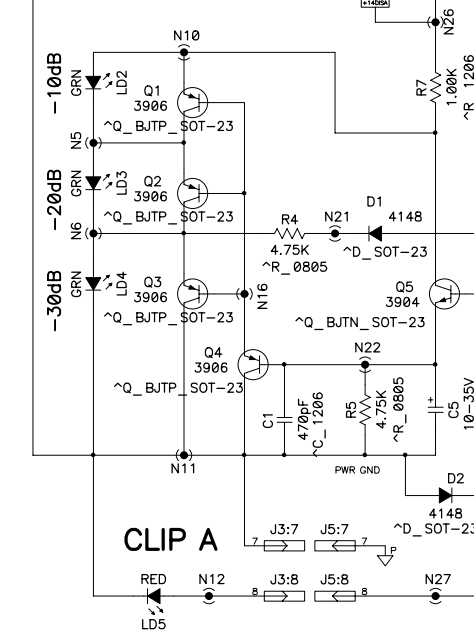 +14DISA
N26
N10
-10dB
GRN
LD2
Q1
3906
^Q_BJTP_SOT-23
R7
1.00K
^R_1206
N5
-20dB
GRN
LD3
Q2
3906
^Q_BJTP_SOT-23
N6
R4
4.75K
^R_0805
N21
D1
4148
^D_SOT-23
-30dB
GRN
LD4
Q3
3906
^Q_BJTP_SOT-23
N16
Q5
3904
^Q_BJTN_SOT-23
Q4
3906
^Q_BJTP_SOT-23
N22
C1
470pF
^C_1206
R5
4.75K
^R_0805
+
C5
10-35V
N11
PWR GND
D2
4148
^D_SOT-23
CLIP A
J3:7
J5:7
7
7
P
RED
LD5
N12
J3:8
J5:8
8
8
N27